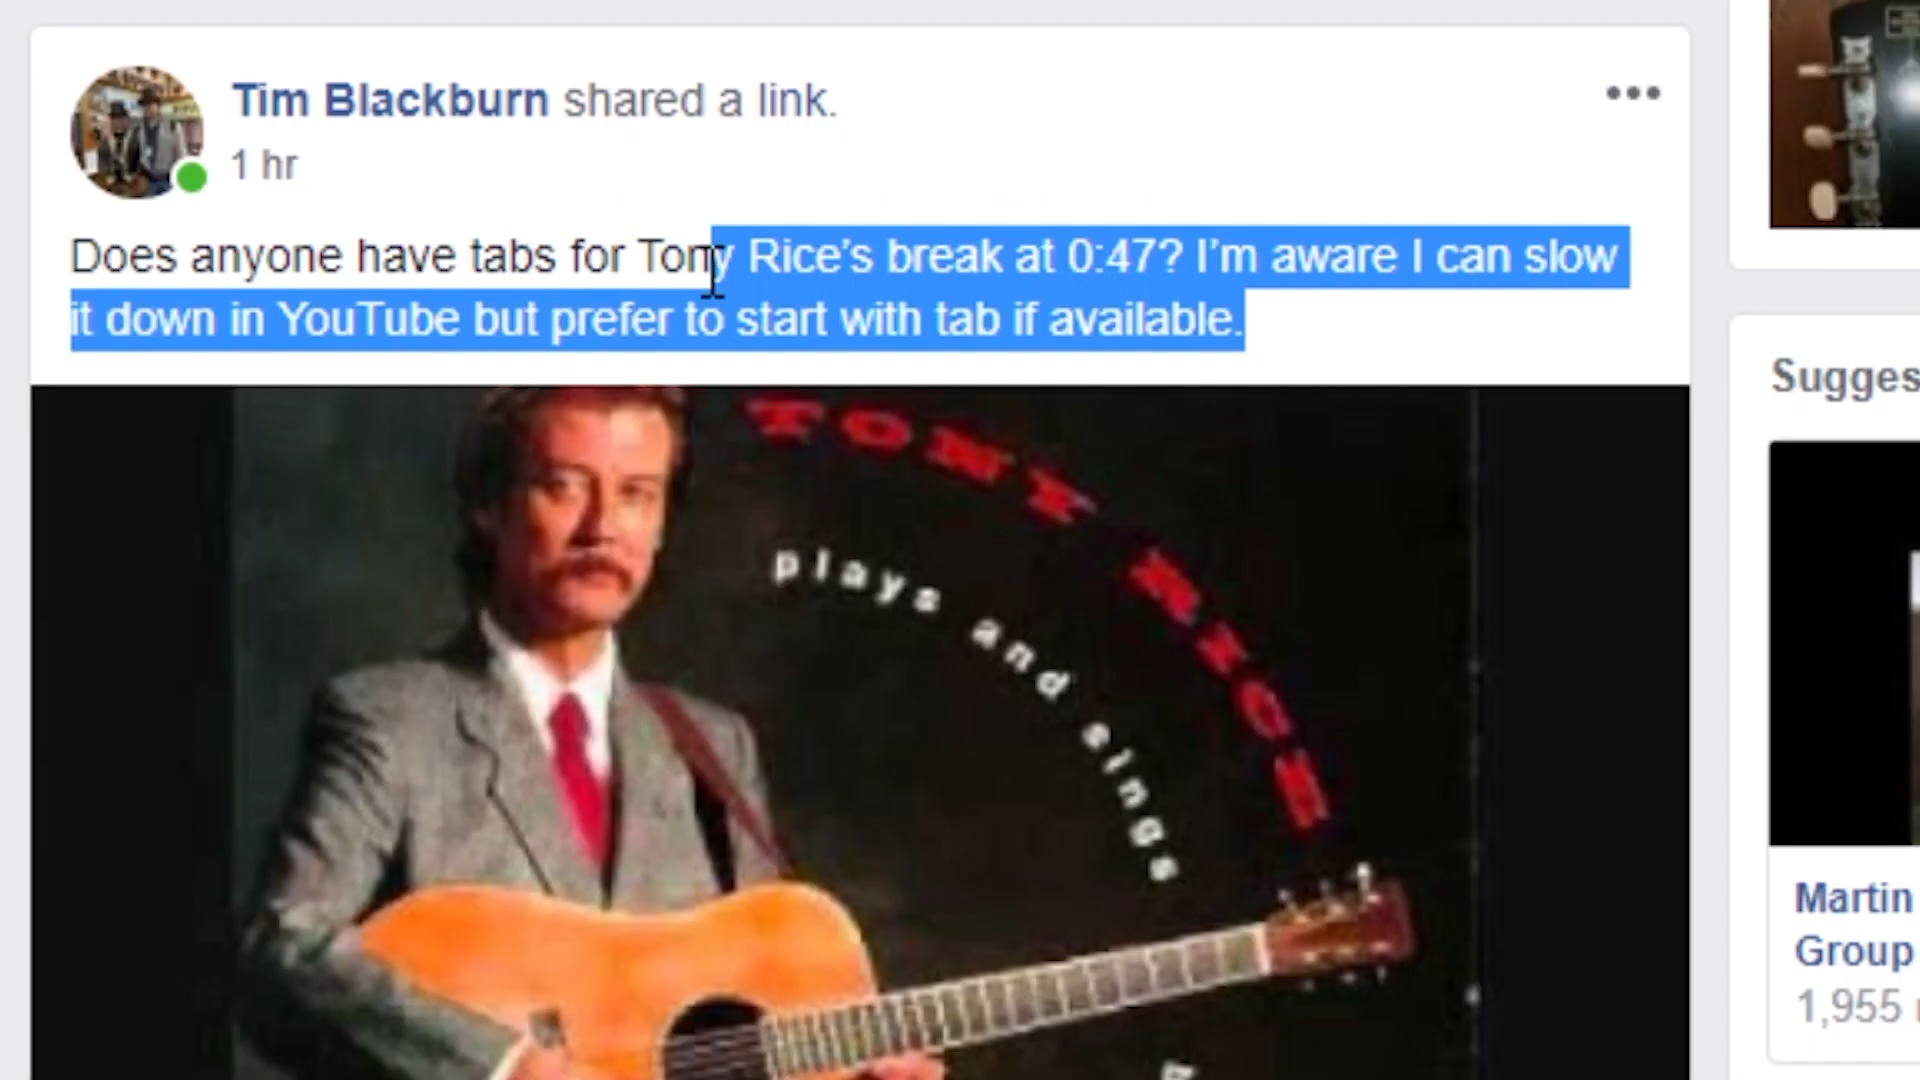 Tim Blackburn shared a link.
1 hr
Does anyone have tabs for Tony Rice’s break at 0:47? I’m aware I can slow
it down in YouTube but prefer to start with tab if available.
TONY RICE
plays and sings
Sugges
Martin
Group
1,955